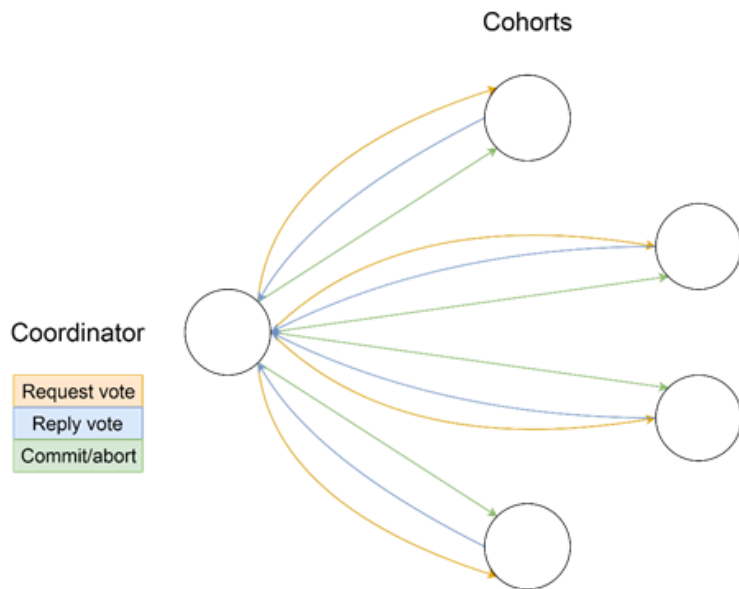 Cohorts
Coordinator
Request vote
Reply vote
Commit/abort